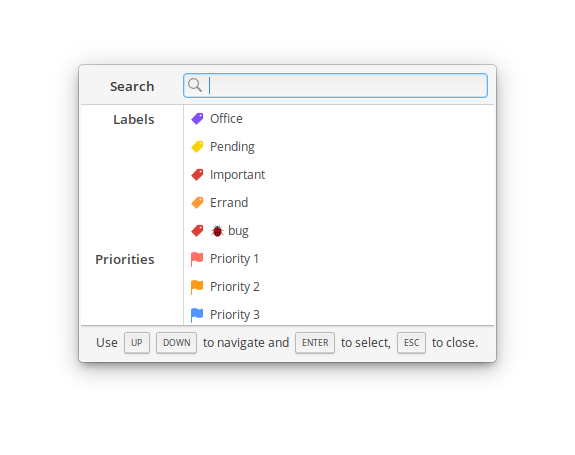 Search
Labels Office
Pending
Important
Errand
🐞 bug
Priorities Priority 1
Priority 2
Priority 3
Use UP DOWN to navigate and ENTER to select, ESC to close.